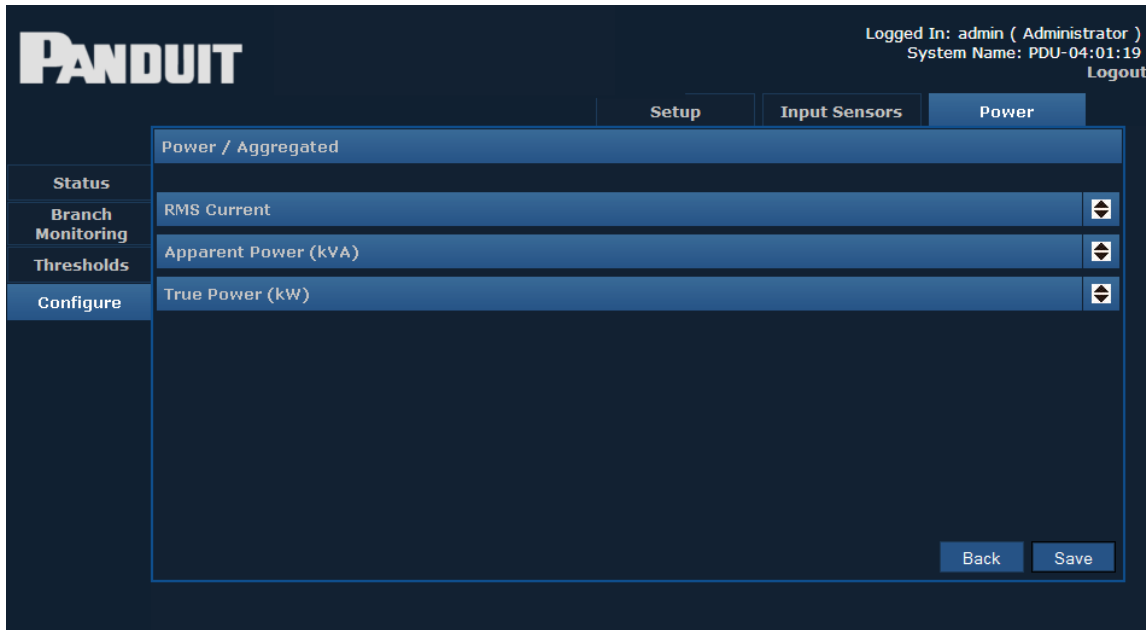 PANDUIT
Logged In: admin ( Administrator )
System Name: PDU-04:01:19
Logout
Setup
Input Sensors
Power
Power / Aggregated
Status
Branch
Monitoring
Thresholds
Configure
RMS Current
Apparent Power (kVA)
True Power (kW)
Back
Save